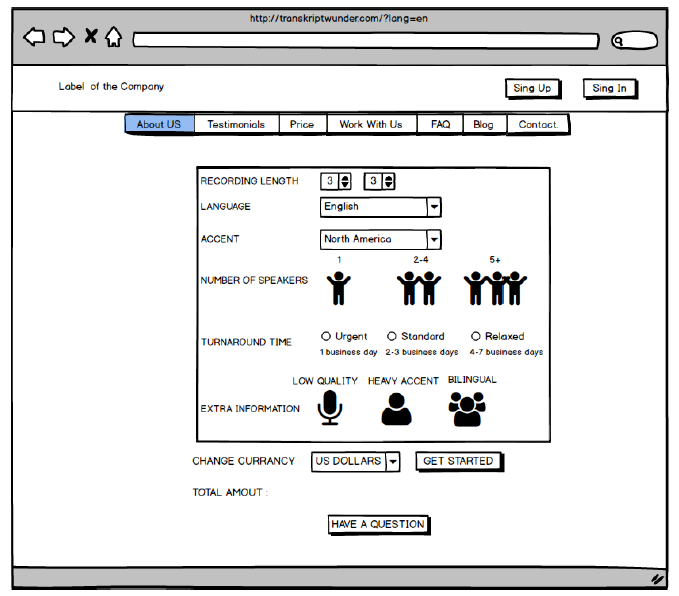 http://transkriptwunder.com/?lang=en
Label of the Company
Sing Up
Sing In
About US Testimonials Price Work With Us FAQ Blog Contact.
RECORDING LENGTH 3 3
LANGUAGE English
ACCENT North America
1 2-4 5+
NUMBER OF SPEAKERS
TURNAROUND TIME Urgent Standard Relaxed
1 business day 2-3 business days 4-7 business days
LOW QUALITY HEAVY ACCENT BILINGUAL
EXTRA INFORMATION
CHANGE CURRANCY US DOLLARS GET STARTED
TOTAL AMOUT :
HAVE A QUESTION